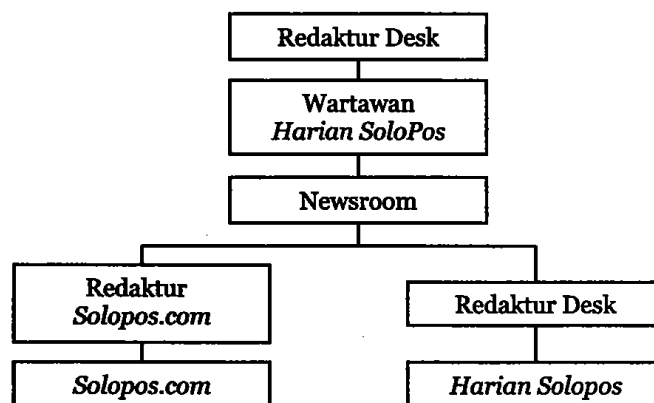 Redaktur Desk
Wartawan
Harian SoloPos
Newsroom
Redaktur
Solopos.com
Redaktur Desk
Solopos.com
Harian Solopos